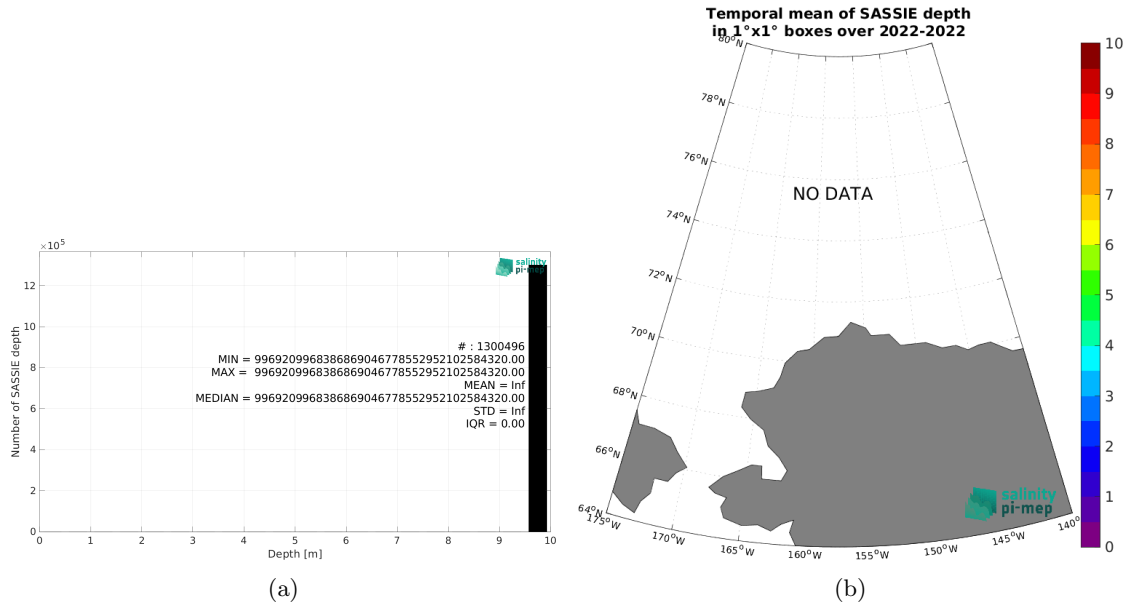 ×10⁵
12
10
8
6
4
2
0
0 1 2 3 4 5 6 7 8 9 10
Number of SASSIE depth
Depth [m]
salinity
pi-mep
# : 1300496
MIN = 9969209968386869046778552952102584320.00
MAX = 9969209968386869046778552952102584320.00
MEAN = Inf
MEDIAN = 9969209968386869046778552952102584320.00
STD = Inf
IQR = 0.00
(a)
Temporal mean of SASSIE depth
in 1°x1° boxes over 2022-2022
80°N
78°N
76°N
74°N
72°N
70°N
68°N
66°N
64°N
175°W
170°W
165°W
160°W
155°W
150°W
145°W
140°
NO DATA
salinity
pi-mep
10
9
8
7
6
5
4
3
2
1
0
(b)